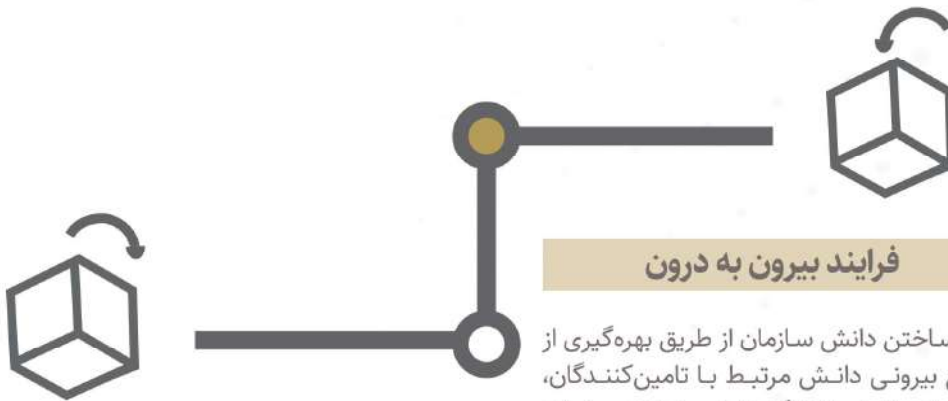 فرایند بیرون به درون
ساختن دانش سازمان از طریق بهره‌گیری از
بیرونی دانش مرتبط با تامین‌کنندگان،